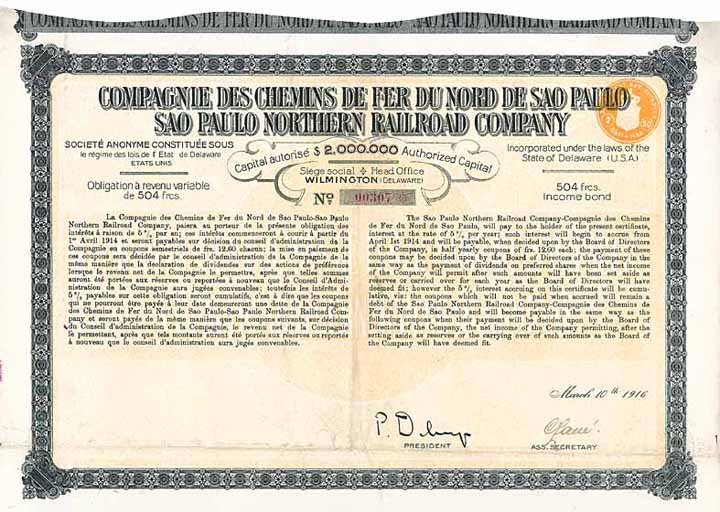 COMPAGNIE DES CHEMINS DE FER DU NORD DE SAO PAULO
SAO PAULO NORTHERN RAILROAD COMPANY
SOCIETÉ ANONYME CONSTITUÉE SOUS
le régime des lois de l'Etat de Delaware
ETATS UNIS
Capital autorisé $ 2,000.000 Authorized Capital
Incorporated under the laws of the
State of Delaware (U.S.A.)
Siege social Head Office
WILMINGTON (DELAWARE)
Obligation à revenu variable
de 504 frcs.
No 00307
504 frcs.
Income bond
La Compagnie des Chemins de Fer du Nord de Sao Paulo-Sao Paulo
Northern Railroad Company, paiera au porteur de la présente obligation des
intérêts à raison de 5% par an; ces intérêts commenceront à courir à partir du
1er Avril 1914 et seront payables sur décision du conseil d'administration de la
Compagnie en coupons semestriels de frs. 12,60 chacun; la mise en paiement de
ces coupons sera décidée par le conseil d'administration de la Compagnie de la
même manière que la déclaration de dividendes sur des actions de préférence
lorsque le revenu net de la Compagnie le permettra, après que telles sommes
auront été portées aux réserves ou reportées à nouveau que le Conseil d'Admi-
nistration de la Compagnie aura jugées convenables; toutefois les intérêts de
5% payables sur cette obligation seront cumulatifs, c'est à dire que les coupons
qui ne pourront être payés à leur date demeureront une dette de la Compagnie
des Chemins de Fer du Nord de Sao Paulo-Sao Paulo Northern Railroad Com-
pany et seront payés de la même manière que les coupons suivants, sur décision
du Conseil d'administration de la Compagnie, le revenu net de la Compagnie
le permettant, après que tels montants auront été portés aux réserves ou reportés
à nouveau que le conseil d'administration aura jugés convenables.
The Sao Paulo Northern Railroad Company-Compagnie des Chemins
de Fer du Nord de Sao Paulo, will pay to the holder of the present certificate,
interest at the rate of 5% per year; such interest will begin to accrue from
April 1st 1914 and will be payable, when decided upon by the Board of Directors
of the Company, in half yearly coupons of frs. 12.60 each; the payment of these
coupons may be decided upon by the Board of Directors of the Company in the
same way as the payment of dividends on preferred shares when the net income
of the Company will permit after such amounts will have been set aside as
reserves or carried over for each year as the Board of Directors will have
deemed fit; however the 5% interest accruing on this certificate will be cumu-
lative, viz: the coupons which will not be paid when accrued will remain a
debt of the Sao Paulo Northern Railroad Company-Compagnie des Chemins de
Fer du Nord de Sao Paulo and will become payable in the same way as the
following coupons when their payment will be decided upon by the Board of
Directors of the Company, the net income of the Company permitting, after the
setting aside as reserves or the carrying over of such amounts as the Board of
the Company will have deemed fit.
March 10th 1916
PRESIDENT
ASS. SECRETARY